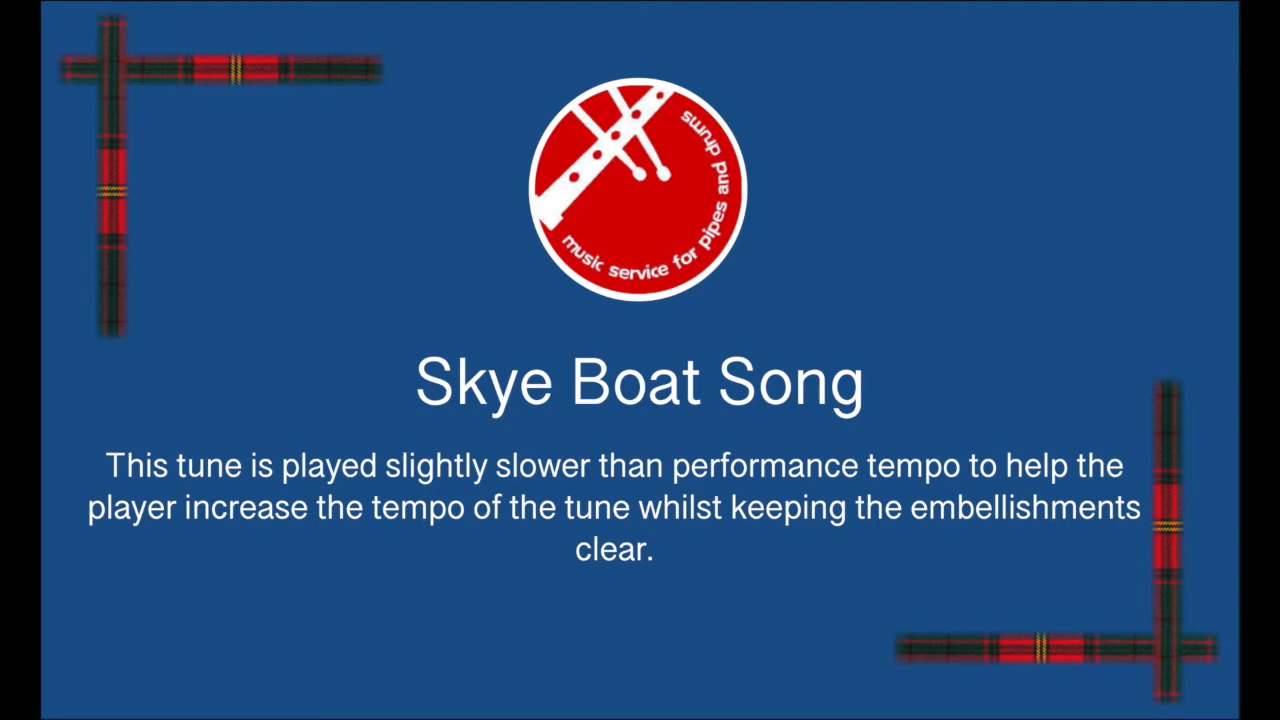 music service for pipes and drums
Skye Boat Song
This tune is played slightly slower than performance tempo to help the
player increase the tempo of the tune whilst keeping the embellishments
clear.